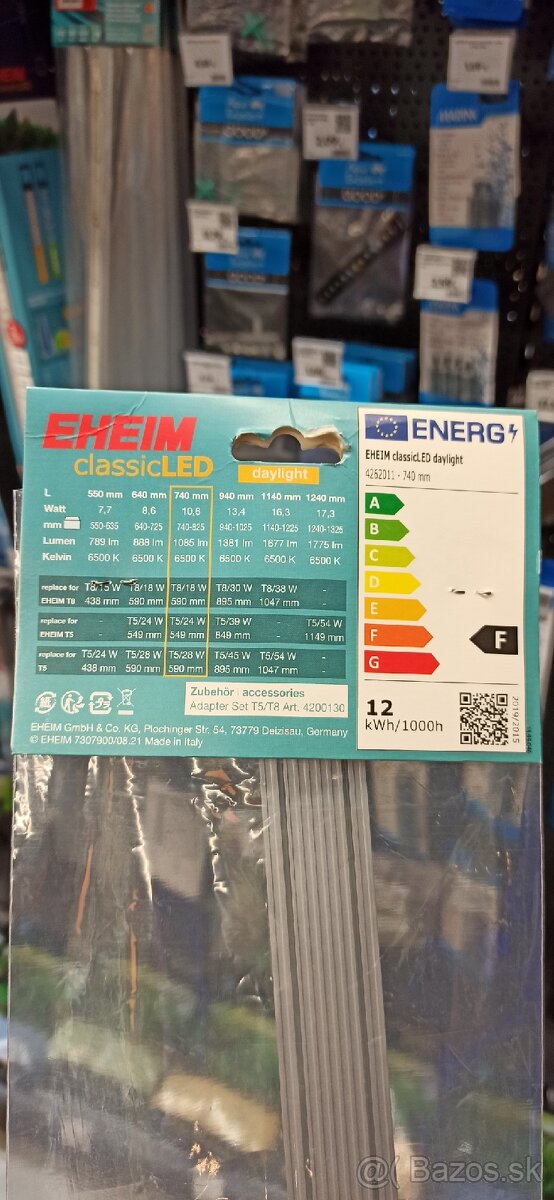 EHEIM
classicLED
daylight
L 550 mm 640 mm 740 mm 940 mm 1140 mm 1240 mm
Watt 7,7 8,6 10,6 13,4 16,3 17,3
mm 550-635 640-725 740-825 940-1025 1140-1225 1240-1325
Lumen 789 lm 888 lm 1085 lm 1381 lm 1677 lm 1775 lm
Kelvin 6500 K 6500 K 6500 K 6500 K 6500 K 6500 K
replace for T8/15 W T8/18 W T8/18 W T8/30 W T8/38 W -
EHEIM T8 438 mm 590 mm 590 mm 895 mm 1047 mm
replace for - T5/24 W T5/24 W T5/39 W - T5/54 W
EHEIM T5 549 mm 549 mm 849 mm 1149 mm
replace for T5/24 W T5/28 W T5/28 W T5/45 W T5/54 W -
T5 438 mm 590 mm 590 mm 895 mm 1047 mm
Zubehör | accessories
Adapter Set T5/T8 Art. 4200130
EHEIM GmbH & Co. KG, Plochinger Str. 54, 73779 Deizisau, Germany
© EHEIM 7307900/08.21 Made in Italy
ENERG
EHEIM classicLED daylight
4262011 - 740 mm
A
B
C
D
E
F
G
F
12
kWh/1000h
2019/2015
EHEIM
@( Bazos.sk